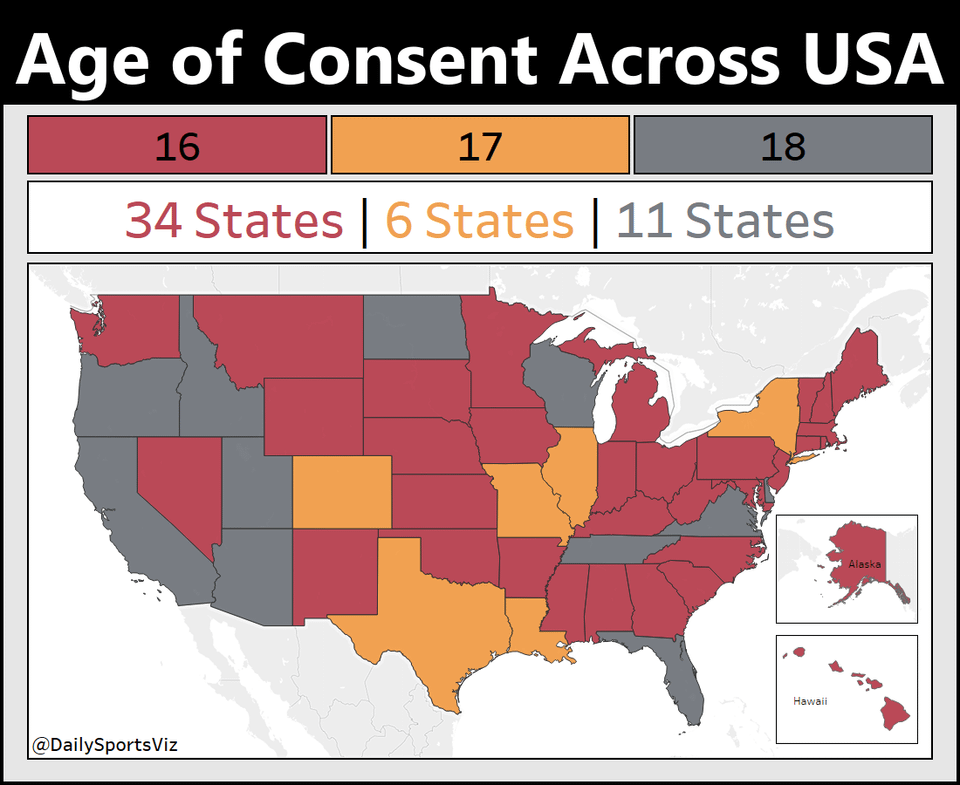 Age of Consent Across USA
16 17 18
34 States | 6 States | 11 States
Alaska
Hawaii
@DailySportsViz